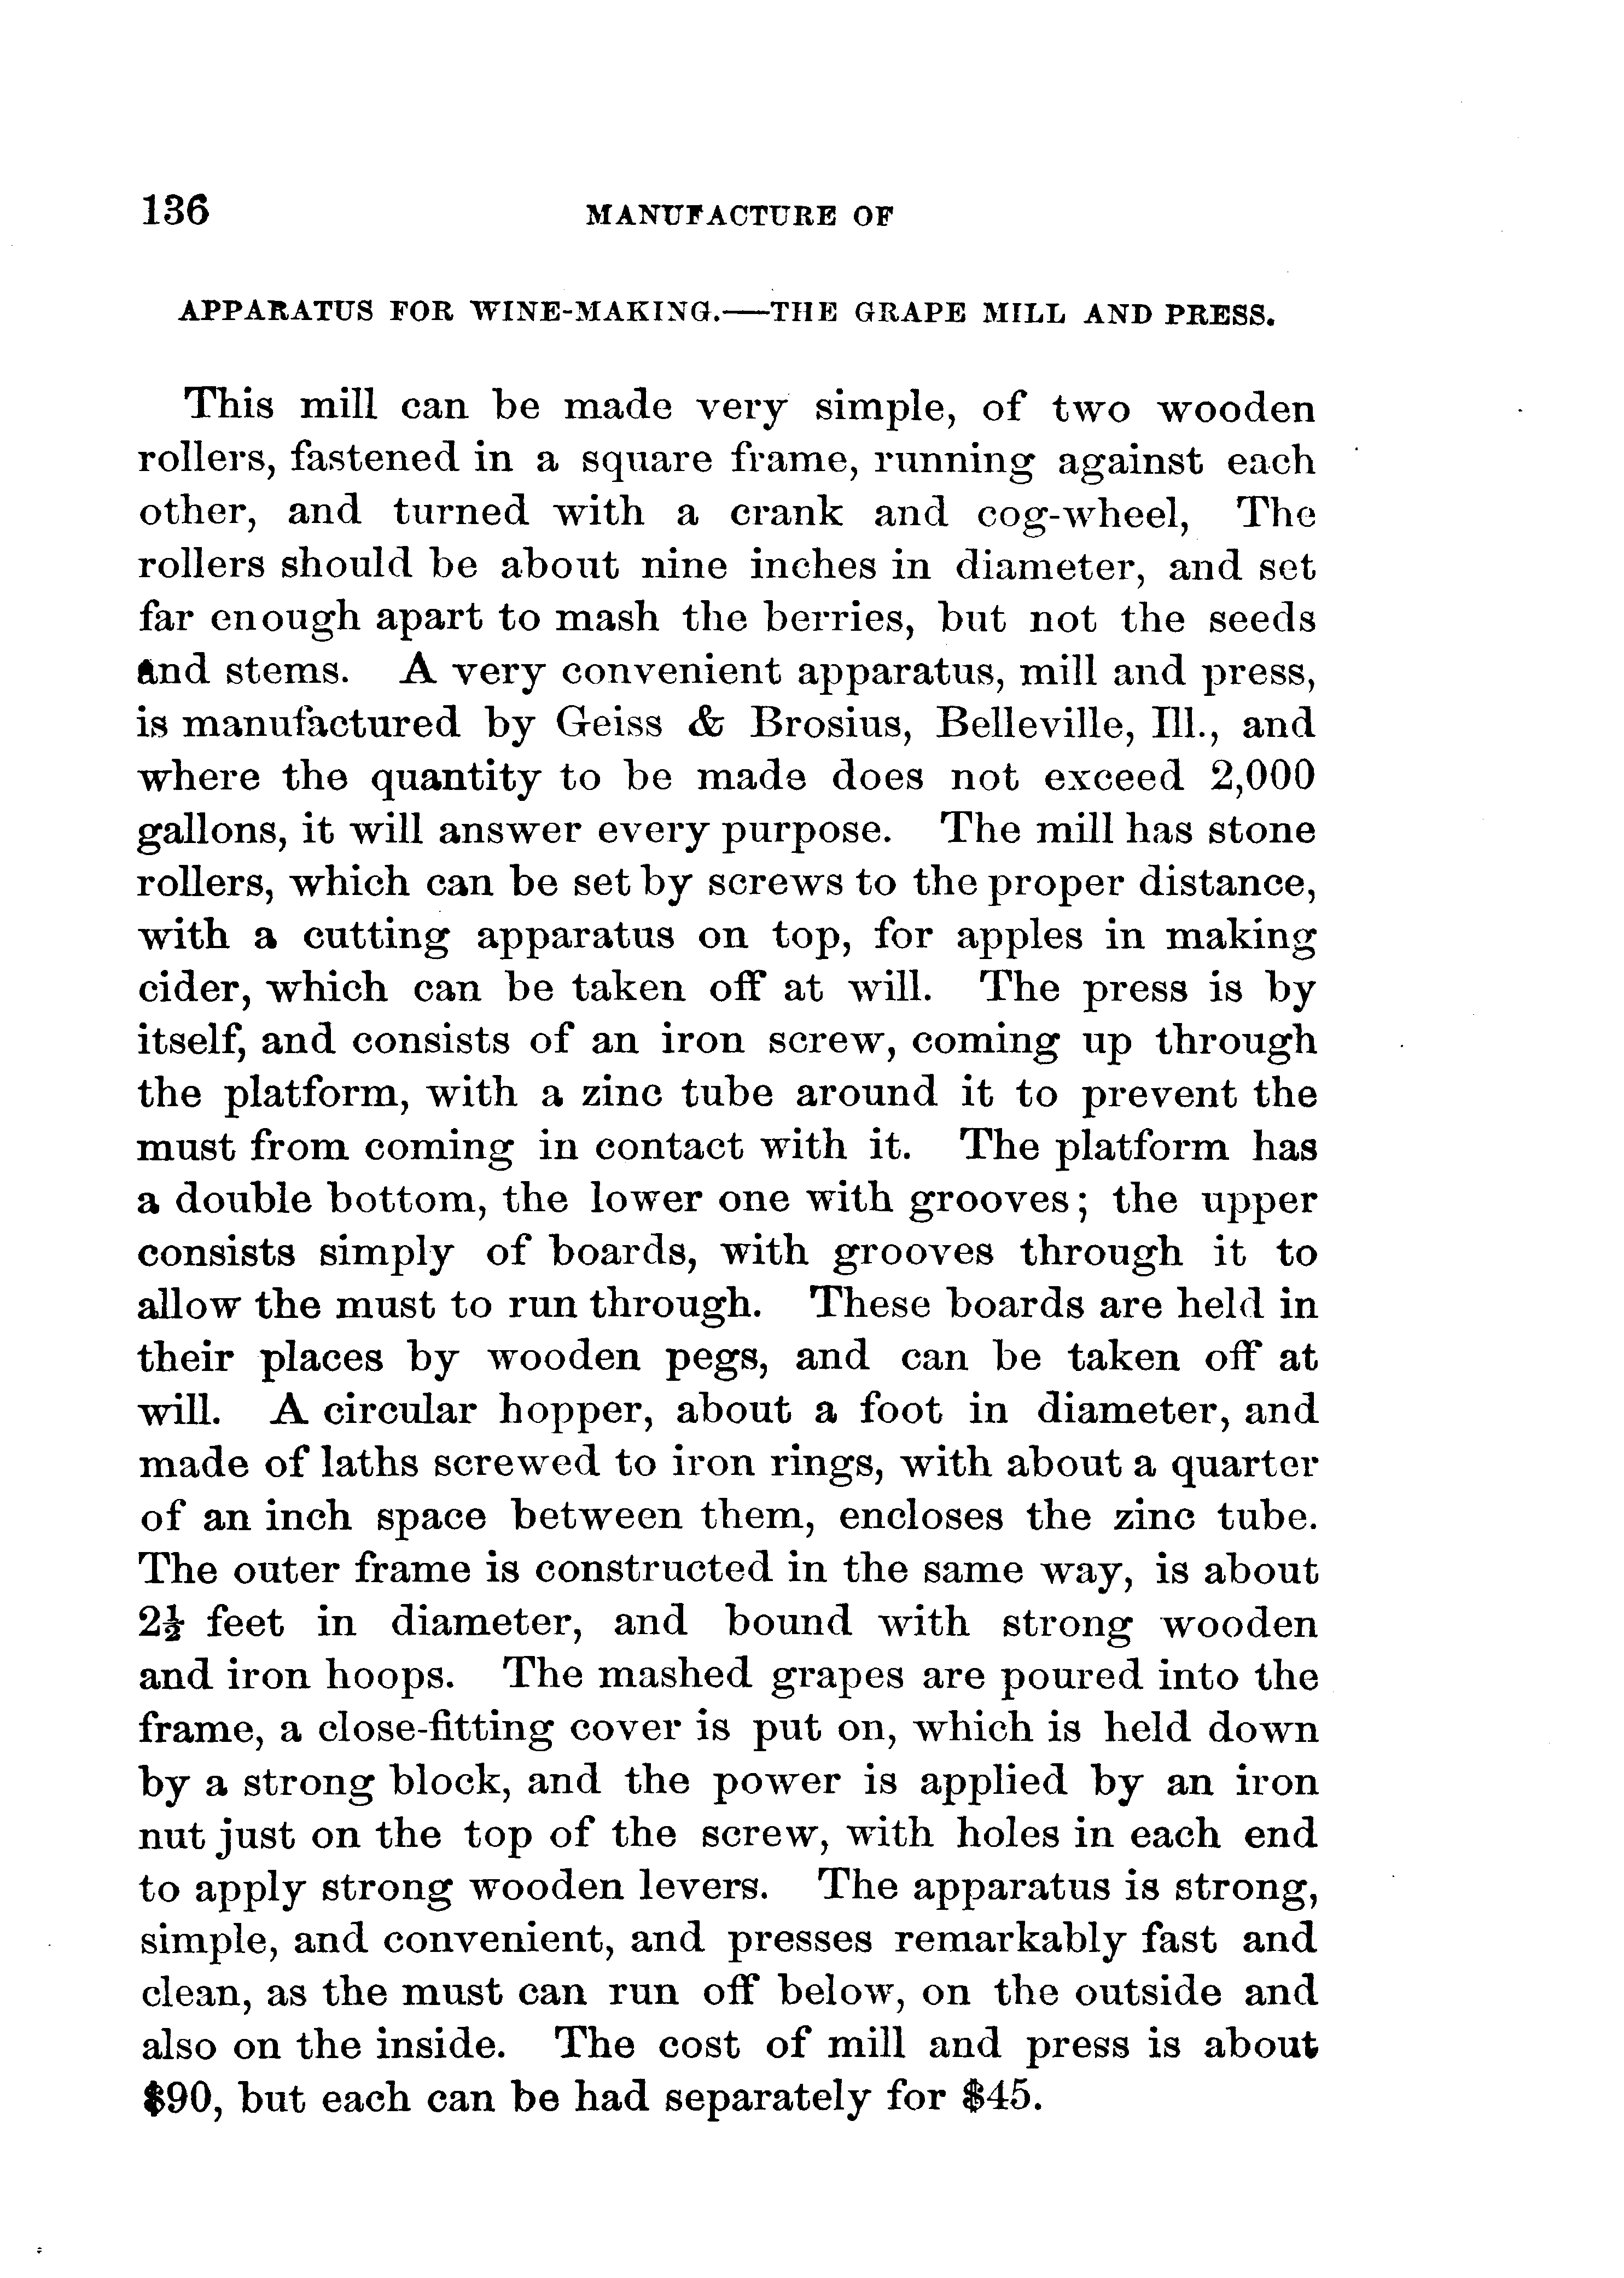 136 MANUFACTURE OF
APPARATUS FOR WINE-MAKING.—THE GRAPE MILL AND PRESS.
This mill can be made very simple, of two wooden
rollers, fastened in a square frame, running against each
other, and turned with a crank and cog-wheel, The
rollers should be about nine inches in diameter, and set
far enough apart to mash the berries, but not the seeds
and stems. A very convenient apparatus, mill and press,
is manufactured by Geiss & Brosius, Belleville, Ill., and
where the quantity to be made does not exceed 2,000
gallons, it will answer every purpose. The mill has stone
rollers, which can be set by screws to the proper distance,
with a cutting apparatus on top, for apples in making
cider, which can be taken off at will. The press is by
itself, and consists of an iron screw, coming up through
the platform, with a zinc tube around it to prevent the
must from coming in contact with it. The platform has
a double bottom, the lower one with grooves; the upper
consists simply of boards, with grooves through it to
allow the must to run through. These boards are held in
their places by wooden pegs, and can be taken off at
will. A circular hopper, about a foot in diameter, and
made of laths screwed to iron rings, with about a quarter
of an inch space between them, encloses the zinc tube.
The outer frame is constructed in the same way, is about
2½ feet in diameter, and bound with strong wooden
and iron hoops. The mashed grapes are poured into the
frame, a close-fitting cover is put on, which is held down
by a strong block, and the power is applied by an iron
nut just on the top of the screw, with holes in each end
to apply strong wooden levers. The apparatus is strong,
simple, and convenient, and presses remarkably fast and
clean, as the must can run off below, on the outside and
also on the inside. The cost of mill and press is about
$90, but each can be had separately for $45.